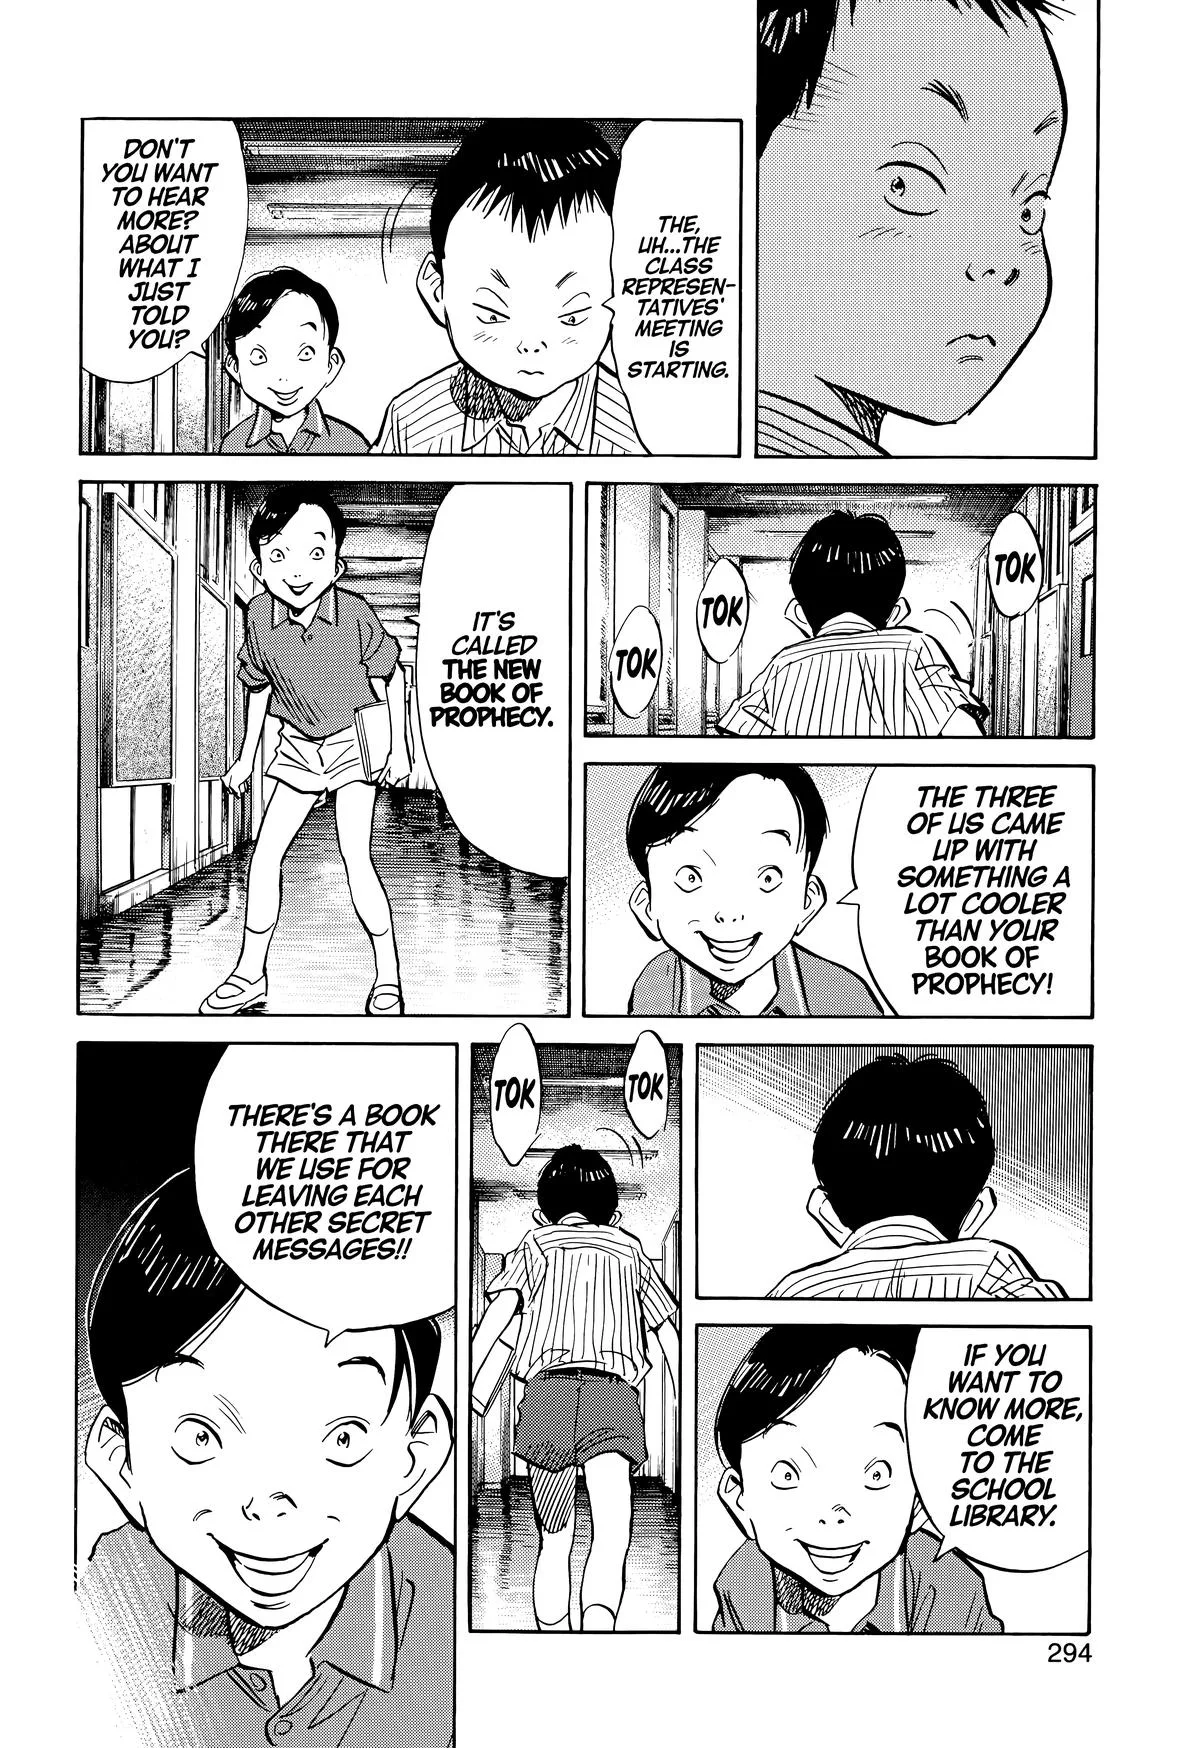 THE,
UH...THE
CLASS
REPRESEN-
TATIVES'
MEETING
IS
STARTING.
DON'T
YOU WANT
TO HEAR
MORE?
ABOUT
WHAT I
JUST
TOLD
YOU?
TOK
TOK
TOK
THE THREE
OF US CAME
UP WITH
SOMETHING A
LOT COOLER
THAN YOUR
BOOK OF
PROPHECY!
IT'S
CALLED
THE NEW
BOOK OF
PROPHECY.
IF YOU
WANT TO
KNOW MORE,
COME
TO THE
SCHOOL
LIBRARY.
TOK
TOK
THERE'S A BOOK
THERE THAT
WE USE FOR
LEAVING EACH
OTHER SECRET
MESSAGES!!
294